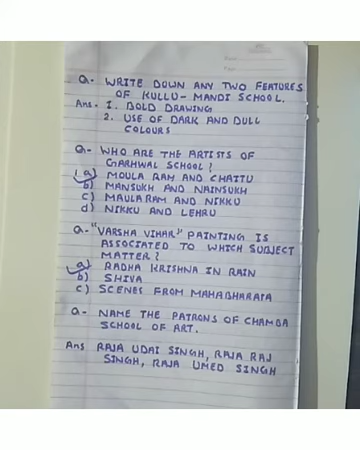 Q- WRITE DOWN ANY TWO FEATURES
OF KULLU-MANDI SCHOOL.
Ans- 1. BOLD DRAWING
2. USE OF DARK AND DULL
COLOURS
Q- WHO ARE THE ARTISTS OF
GARHWAL SCHOOL?
a) MOULA RAM AND CHAITU
b) MANSUKH AND NAINSUKH
c) MAULARAM AND NIKKU
d) NIKKU AND LEHRU
Q- "VARSHA VIHAR" PAINTING IS
ASSOCIATED TO WHICH SUBJECT
MATTER?
a) RADHA KRISHNA IN RAIN
b) SHIVA
c) SCENES FROM MAHABHARATA
Q- NAME THE PATRONS OF CHAMBA
SCHOOL OF ART.
Ans RAJA UDAI SINGH, RAJA RAJ
SINGH, RAJA UMED SINGH